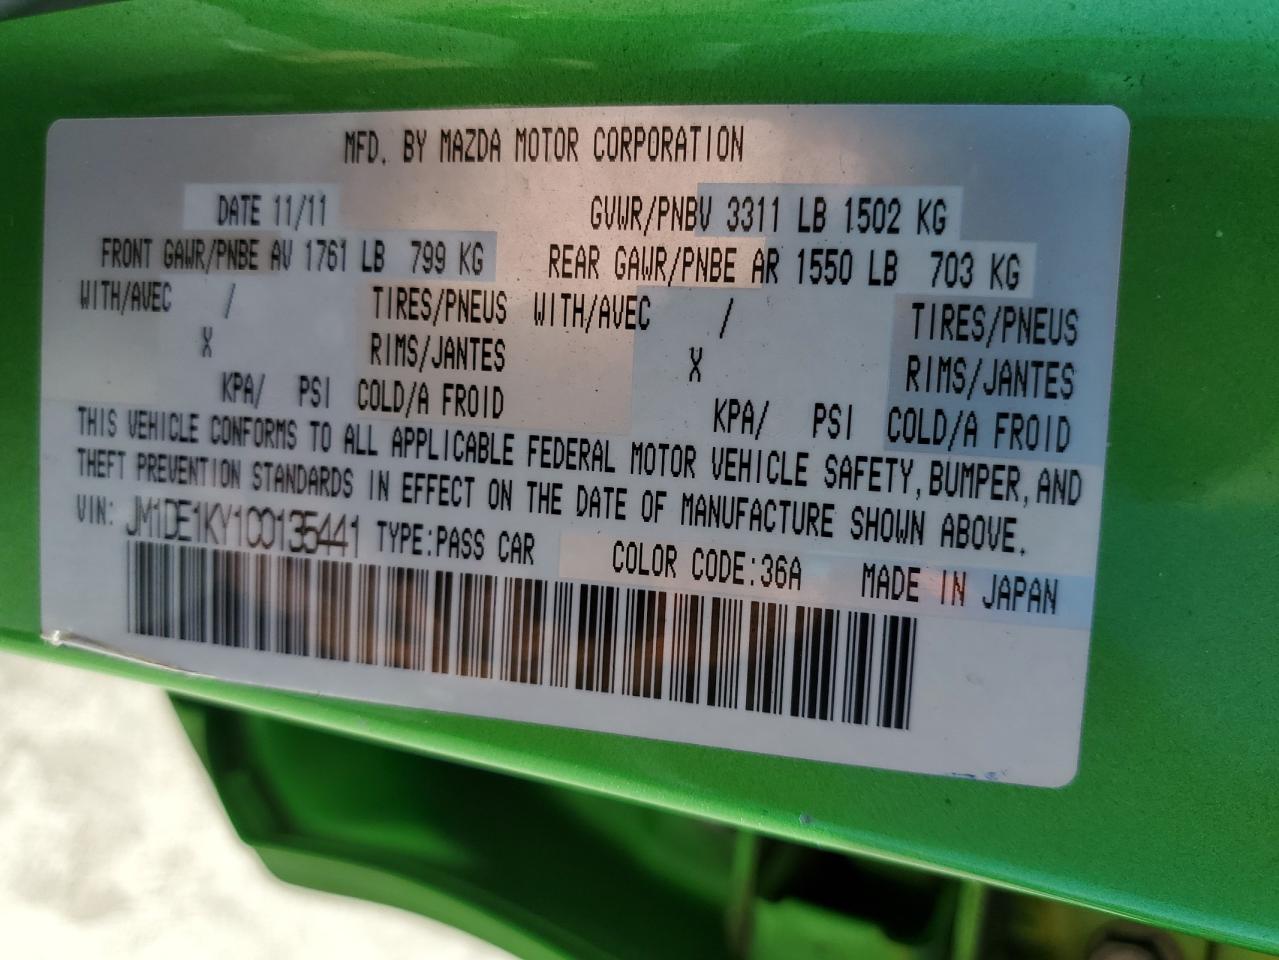 MFD. BY MAZDA MOTOR CORPORATION
DATE 11/11 GVWR/PNBV 3311 LB 1502 KG
FRONT GAWR/PNBE AV 1761 LB 799 KG REAR GAWR/PNBE AR 1550 LB 703 KG
WITH/AVEC / TIRES/PNEUS WITH/AVEC / TIRES/PNEUS
X RIMS/JANTES X RIMS/JANTES
KPA/ PSI COLD/A FROID KPA/ PSI COLD/A FROID
THIS VEHICLE CONFORMS TO ALL APPLICABLE FEDERAL MOTOR VEHICLE SAFETY, BUMPER, AND
THEFT PREVENTION STANDARDS IN EFFECT ON THE DATE OF MANUFACTURE SHOWN ABOVE.
VIN: JM1DE1KY1C0135441 TYPE:PASS CAR COLOR CODE:36A MADE IN JAPAN